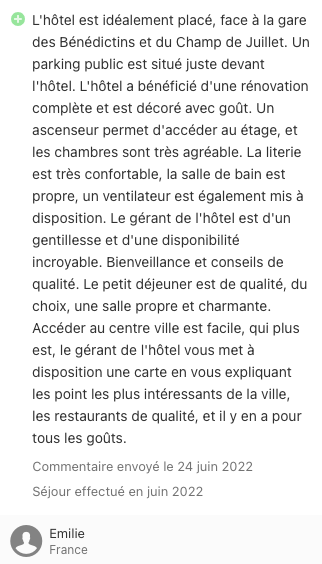 L'hôtel est idéalement placé, face à la gare
des Bénédictins et du Champ de Juillet. Un
parking public est situé juste devant
l'hôtel. L'hôtel a bénéficié d'une rénovation
complète et est décoré avec goût. Un
ascenseur permet d'accéder au étage, et
les chambres sont très agréable. La literie
est très confortable, la salle de bain est
propre, un ventilateur est également mis à
disposition. Le gérant de l'hôtel est d'un
gentillesse et d'une disponibilité
incroyable. Bienveillance et conseils de
qualité. Le petit déjeuner est de qualité, du
choix, une salle propre et charmante.
Accéder au centre ville est facile, qui plus
est, le gérant de l'hôtel vous met à
disposition une carte en vous expliquant
les point les plus intéressants de la ville,
les restaurants de qualité, et il y en a pour
tous les goûts.
Commentaire envoyé le 24 juin 2022
Séjour effectué en juin 2022
Emilie
France